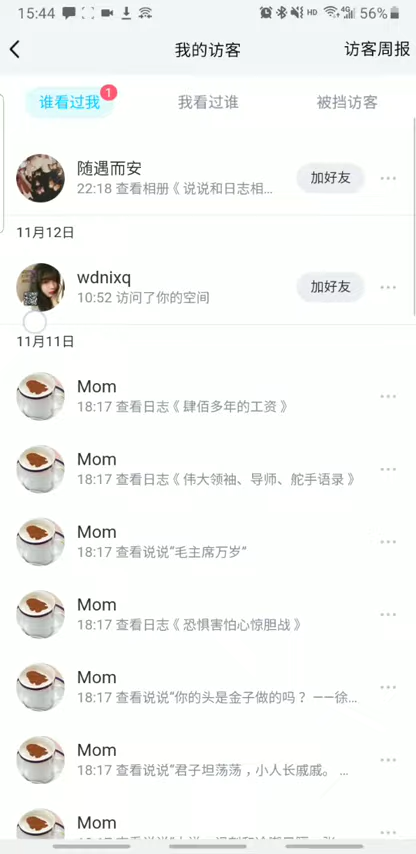 15:44 HD 4G 56%
我的访客 访客周报
谁看过我 1 我看过谁 被挡访客
随遇而安
22:18 查看相册《说说和日志相... 加好友
11月12日
wdnixq
10:52 访问了你的空间 加好友
11月11日
Mom
18:17 查看日志《肆佰多年的工资》
Mom
18:17 查看日志《伟大领袖、导师、舵手语录》
Mom
18:17 查看说说“毛主席万岁”
Mom
18:17 查看日志《恐惧害怕心惊胆战》
Mom
18:17 查看说说“你的头是金子做的吗？ ——徐...
Mom
18:17 查看说说“君子坦荡荡，小人长戚戚。 ...
Mom